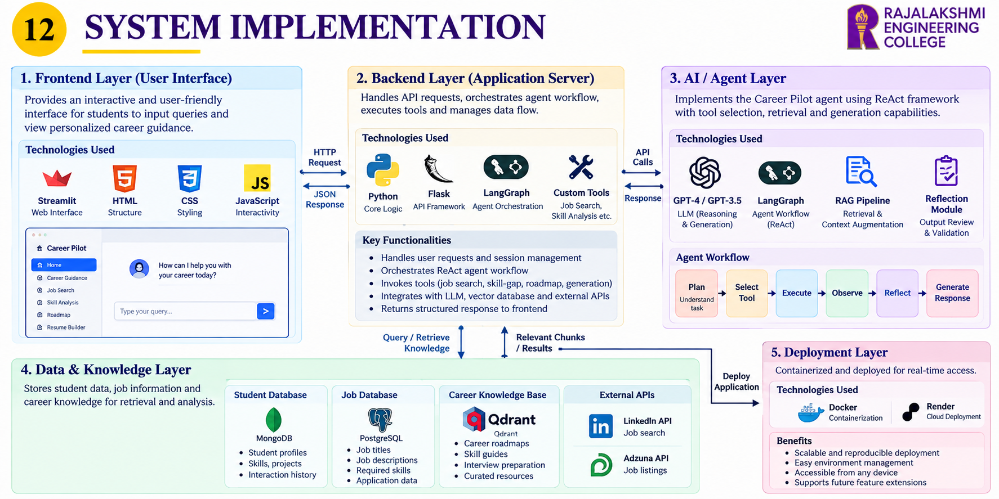 12
SYSTEM IMPLEMENTATION
RAJALAKSHMI
ENGINEERING
COLLEGE
1. Frontend Layer (User Interface)
Provides an interactive and user-friendly
interface for students to input queries and
view personalized career guidance.
Technologies Used
Streamlit
Web Interface
HTML
Structure
CSS
Styling
JS
JavaScript
Interactivity
Career Pilot
Home
Career Guidance
Job Search
Skill Analysis
Roadmap
Resume Builder
How can I help you with
your career today?
Type your query...
>
HTTP
Request
JSON
Response
2. Backend Layer (Application Server)
Handles API requests, orchestrates agent workflow,
executes tools and manages data flow.
Technologies Used
Python
Core Logic
Flask
API Framework
LangGraph
Agent Orchestration
Custom Tools
Job Search,
Skill Analysis etc.
Key Functionalities
• Handles user requests and session management
• Orchestrates ReAct agent workflow
• Invokes tools (job search, skill-gap, roadmap, generation)
• Integrates with LLM, vector database and external APIs
• Returns structured response to frontend
API
Calls
Response
3. AI / Agent Layer
Implements the Career Pilot agent using ReAct framework
with tool selection, retrieval and generation capabilities.
Technologies Used
GPT-4 / GPT-3.5
LLM (Reasoning
& Generation)
LangGraph
Agent Workflow
(ReAct)
RAG Pipeline
Retrieval &
Context Augmentation
Reflection
Module
Output Review
& Validation
Agent Workflow
Plan
Understand
task
Select
Tool
Execute
Observe
Reflect
Generate
Response
Query / Retrieve
Knowledge
Relevant Chunks
/ Results
Deploy
Application
4. Data & Knowledge Layer
Stores student data, job information and
career knowledge for retrieval and analysis.
Student Database
MongoDB
• Student profiles
• Skills, projects
• Interaction history
Job Database
PostgreSQL
• Job titles
• Job descriptions
• Required skills
• Application data
Career Knowledge Base
Qdrant
Qdrant
• Career roadmaps
• Skill guides
• Interview preparation
• Curated resources
External APIs
in
LinkedIn API
Job search
Adzuna API
Job listings
5. Deployment Layer
Containerized and deployed for real-time access.
Technologies Used
Docker
Containerization
Render
Cloud Deployment
Benefits
• Scalable and reproducible deployment
• Easy environment management
• Accessible from any device
• Supports future feature extensions